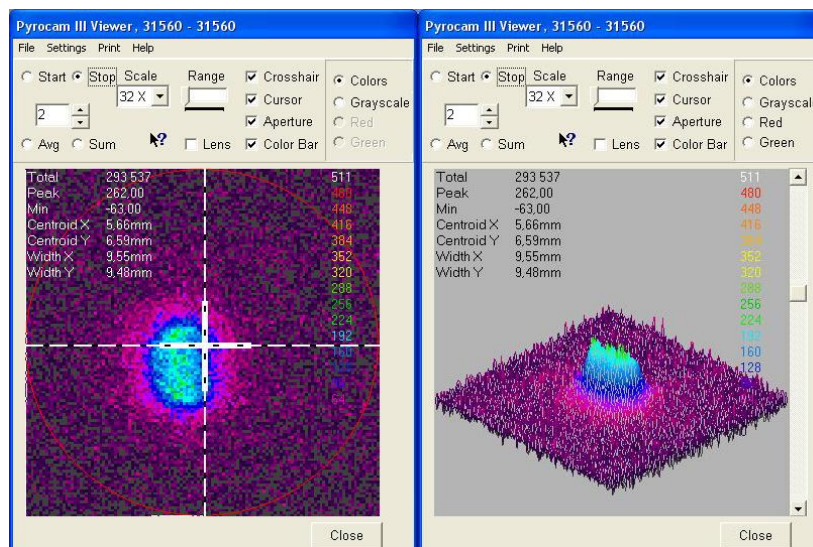 Pyrocam III Viewer, 31560 - 31560
File Settings Print Help
Start Stop Scale Range Crosshair Colors
32 X Cursor Grayscale
2 Aperture Red
Avg Sum Lens Color Bar Green
Total 293 537 511
Peak 262,00 480
Min -63,00 448
Centroid X 5,66mm 416
Centroid Y 6,59mm 384
Width X 9,55mm 352
Width Y 9,48mm 320
288
256
224
192
160
128
64
Close
Pyrocam III Viewer, 31560 - 31560
File Settings Print Help
Start Stop Scale Range Crosshair Colors
32 X Cursor Grayscal
2 Aperture Red
Avg Sum Lens Color Bar Green
Total 293 537 511
Peak 262,00 480
Min -63,00 448
Centroid X 5,66mm 416
Centroid Y 6,59mm 384
Width X 9,55mm 352
Width Y 9,48mm 320
288
256
224
192
160
128
Close